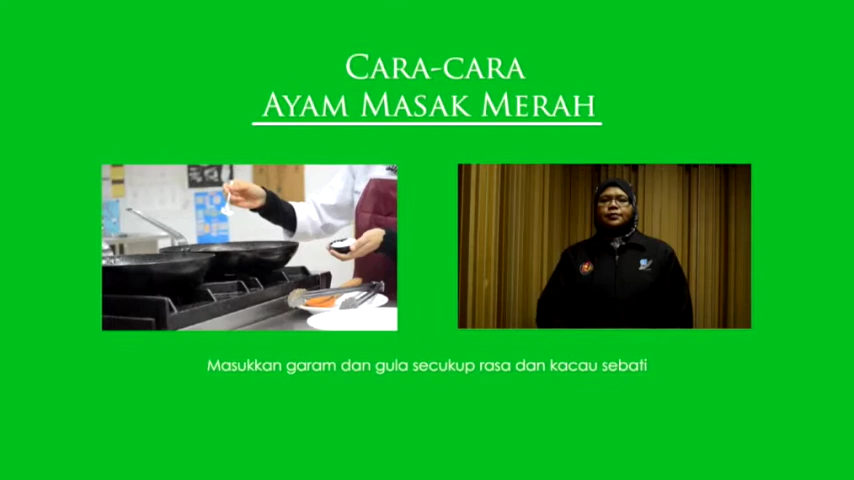 Cara-cara
Ayam Masak Merah
Masukkan garam dan gula secukup rasa dan kacau sebati